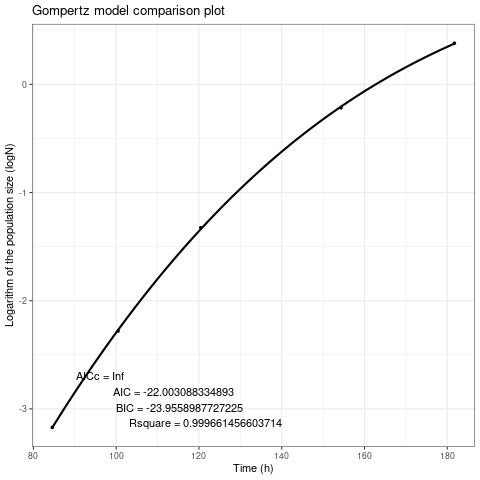 Gompertz model comparison plot
Logarithm of the population size (logN)
0
-1
-2
-3
AICc = Inf
AIC = -22.003088334893
BIC = -23.9558987727225
Rsquare = 0.999661456603714
80 100 120 140 160 180
Time (h)